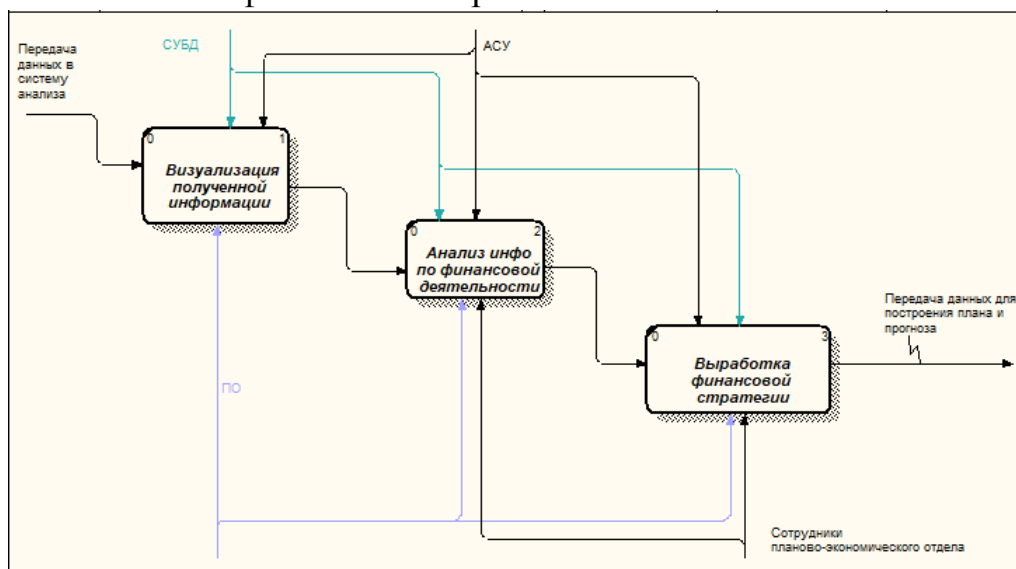 Передача
данных в
систему
анализа
СУБД
АСУ
0 1
Визуализация
полученной
информации
0 2
Анализ инфо
по финансовой
деятельности
Передача данных для
построения плана и
прогноза
0 3
Выработка
финансовой
стратегии
ПО
Сотрудники
планово-экономического отдела